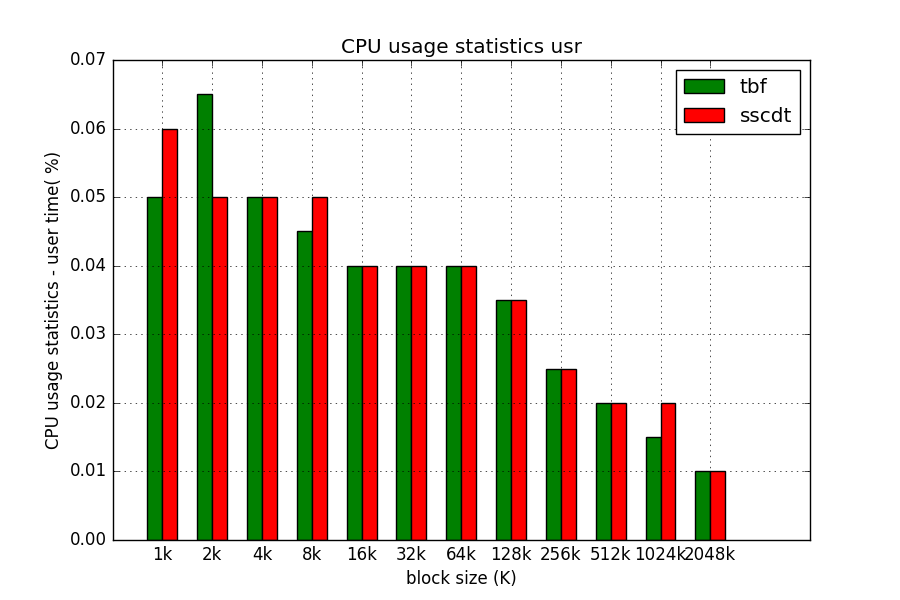 CPU usage statistics usr
tbf
sscdt
CPU usage statistics - user time( %)
0.07
0.06
0.05
0.04
0.03
0.02
0.01
0.00
1k 2k 4k 8k 16k 32k 64k 128k 256k 512k 1024k 2048k
block size (K)